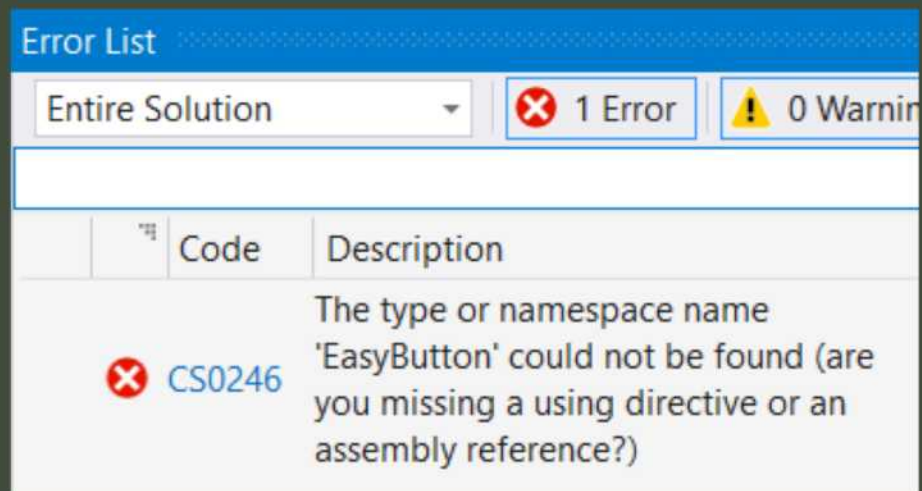 Error List
Entire Solution
1 Error
0 Warnin
Code
Description
The type or namespace name
CS0246
'EasyButton' could not be found (are
you missing a using directive or an
assembly reference?)